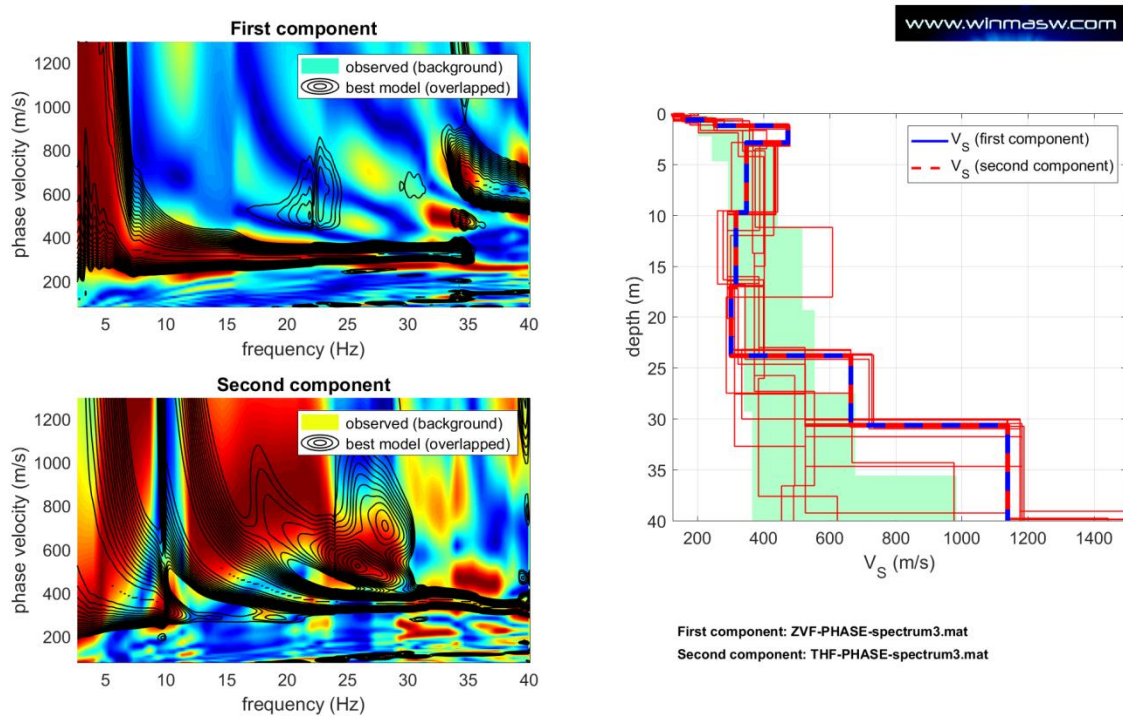 www.winmasw.com
First component
observed (background)
best model (overlapped)
phase velocity (m/s)
1200
1000
800
600
400
200
5 10 15 20 25 30 35 40
frequency (Hz)
Second component
observed (background)
best model (overlapped)
phase velocity (m/s)
1200
1000
800
600
400
200
5 10 15 20 25 30 35 40
frequency (Hz)
V_S (first component)
V_S (second component)
depth (m)
0
5
10
15
20
25
30
35
40
200 400 600 800 1000 1200 1400
V_S (m/s)
First component: ZVF-PHASE-spectrum3.mat
Second component: THF-PHASE-spectrum3.mat